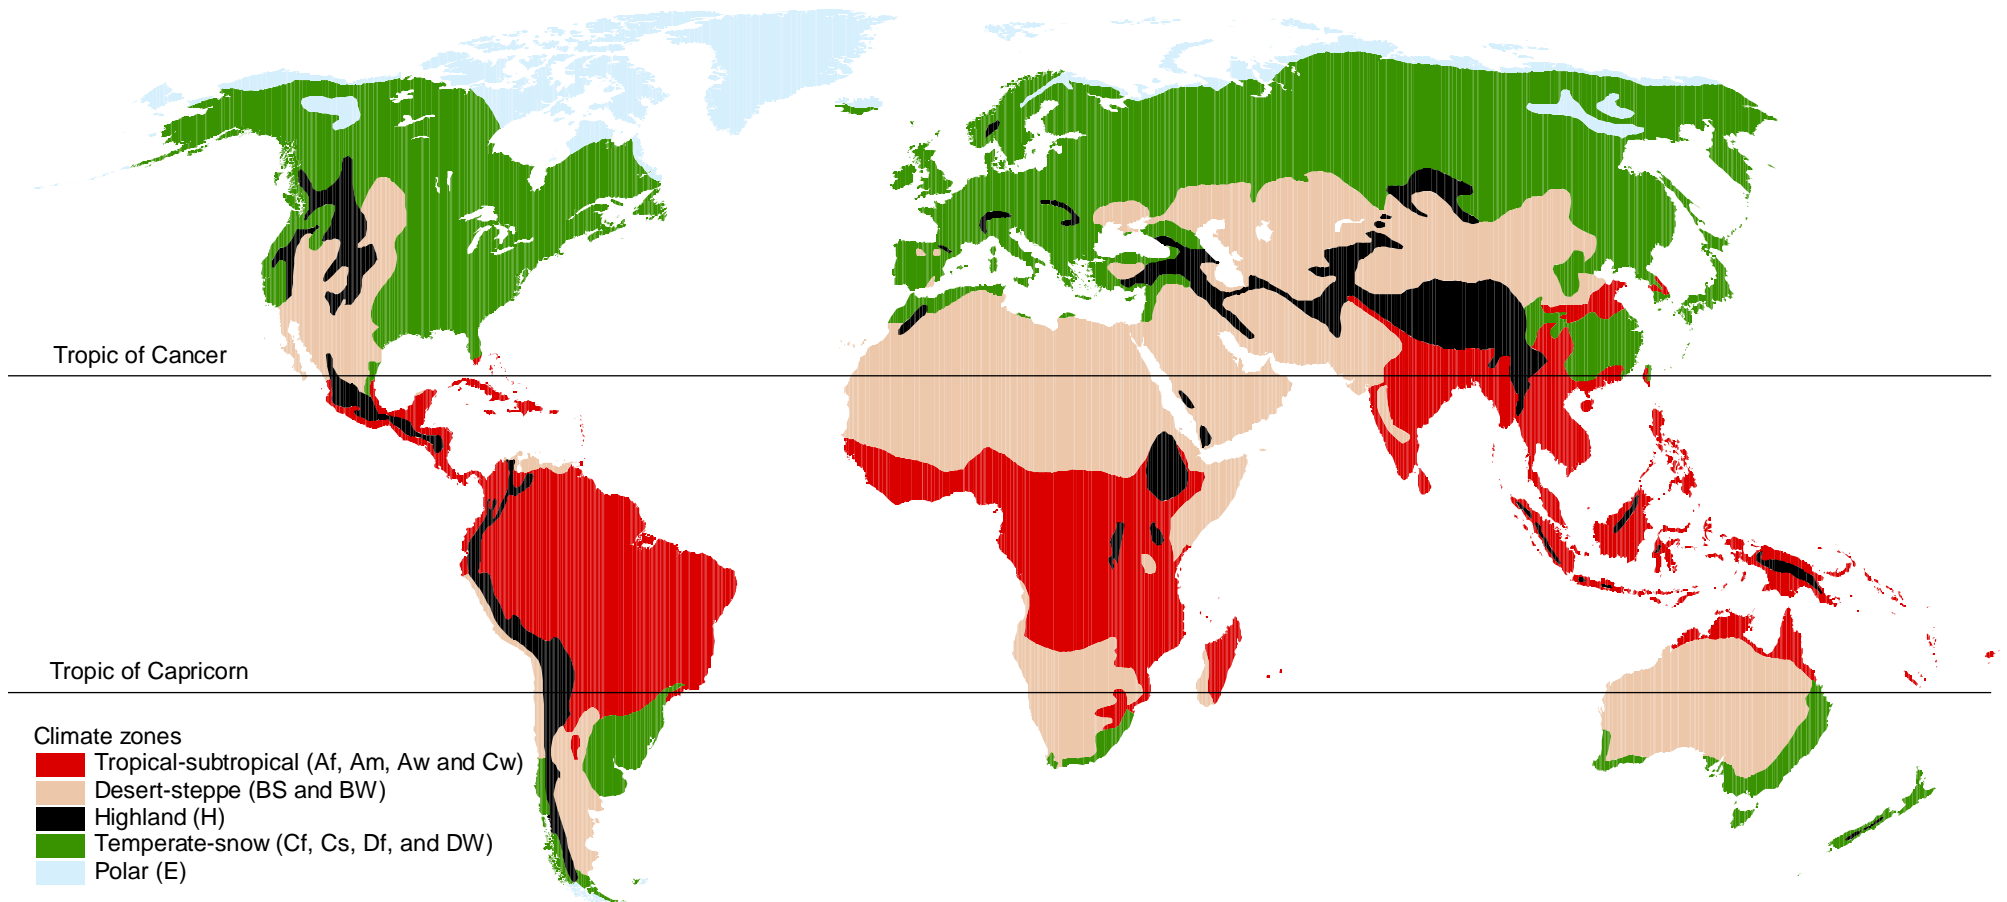 Tropic of Cancer
Tropic of Capricorn
Climate zones
Tropical-subtropical (Af, Am, Aw and Cw)
Desert-steppe (BS and BW)
Highland (H)
Temperate-snow (Cf, Cs, Df, and DW)
Polar (E)